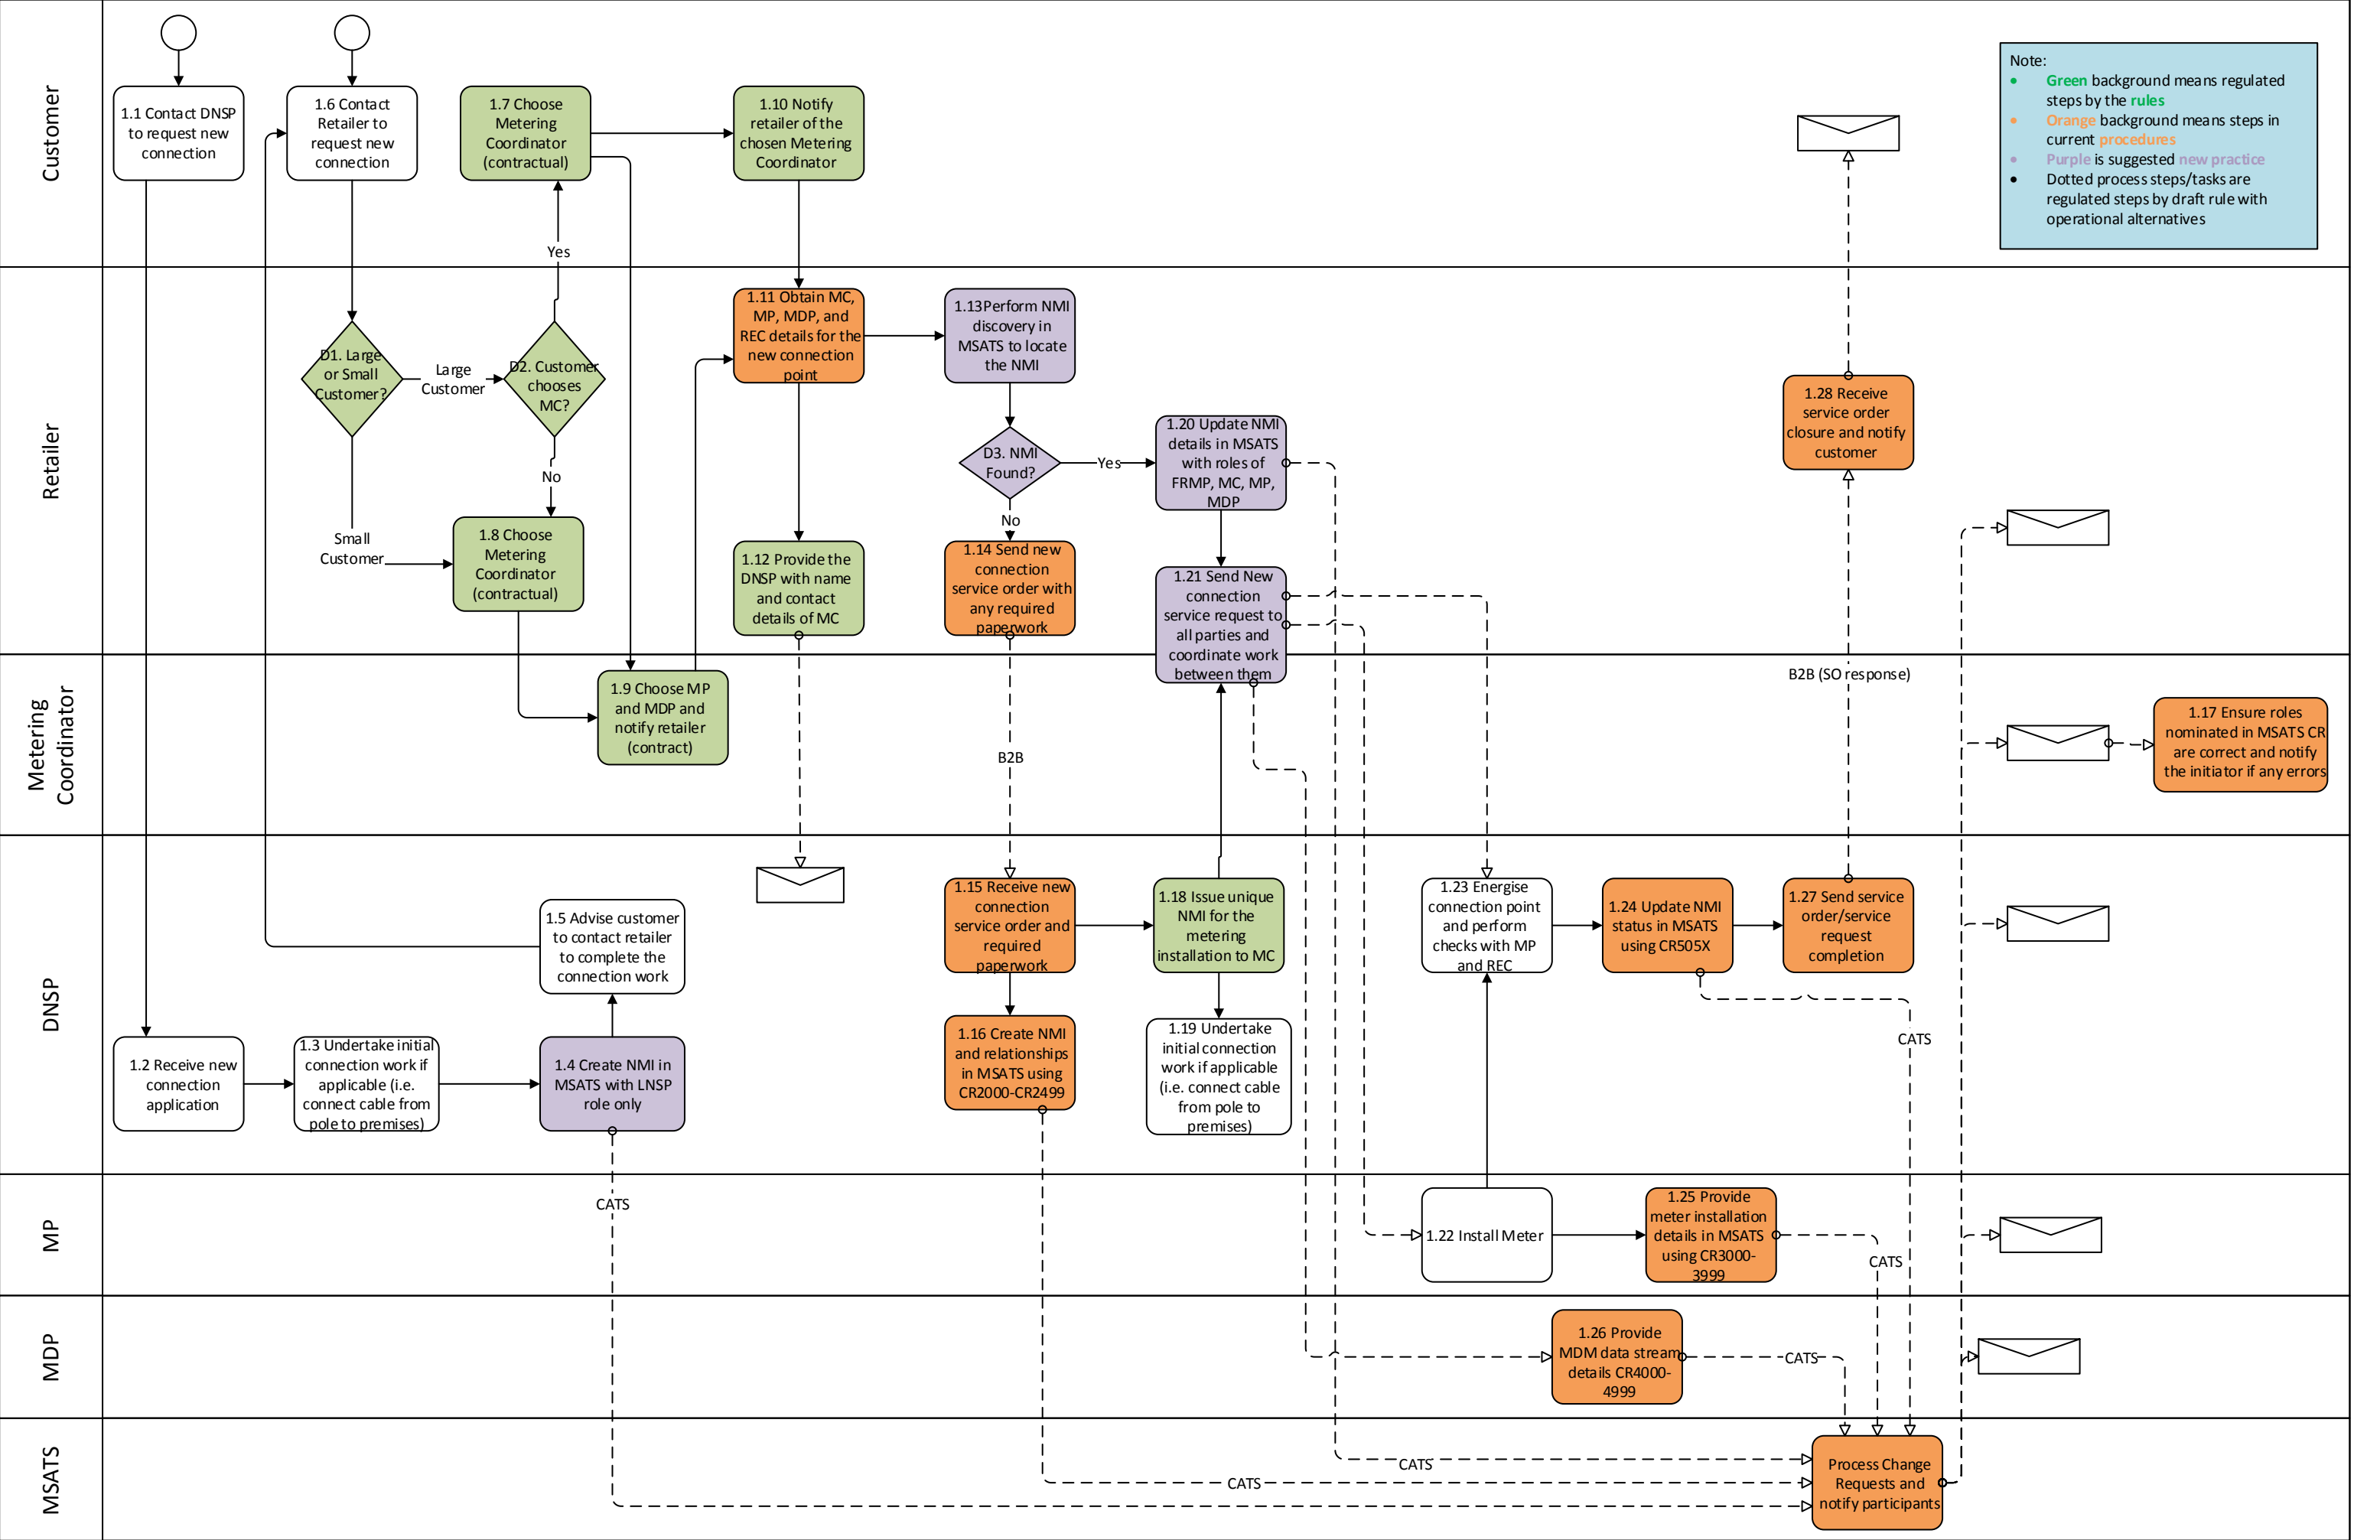 Customer
1.1 Contact DNSP
to request new
connection
1.6 Contact
Retailer to
request new
connection
1.7 Choose
Metering
Coordinator
(contractual)
1.10 Notify
retailer of the
chosen Metering
Coordinator
Note:
• Green background means regulated
steps by the rules
• Orange background means steps in
current procedures
• Purple is suggested new practice
• Dotted process steps/tasks are
regulated steps by draft rule with
operational alternatives
Yes
Retailer
D1. Large
or Small
Customer?
Large
Customer
D2. Customer
chooses
MC?
No
Small
Customer
1.8 Choose
Metering
Coordinator
(contractual)
1.11 Obtain MC,
MP, MDP, and
REC details for the
new connection
point
1.13Perform NMI
discovery in
MSATS to locate
the NMI
D3. NMI
Found?
Yes
No
1.20 Update NMI
details in MSATS
with roles of
FRMP, MC, MP,
MDP
1.12 Provide the
DNSP with name
and contact
details of MC
1.14 Send new
connection
service order with
any required
paperwork
1.21 Send New
connection
service request to
all parties and
coordinate work
between them
1.28 Receive
service order
closure and notify
customer
Metering
Coordinator
1.9 Choose MP
and MDP and
notify retailer
(contract)
B2B
B2B (SO response)
1.17 Ensure roles
nominated in MSATS CR
are correct and notify
the initiator if any errors
DNSP
1.5 Advise customer
to contact retailer
to complete the
connection work
1.15 Receive new
connection
service order and
required
paperwork
1.18 Issue unique
NMI for the
metering
installation to MC
1.23 Energise
connection point
and perform
checks with MP
and REC
1.24 Update NMI
status in MSATS
using CR505X
1.27 Send service
order/service
request
completion
1.2 Receive new
connection
application
1.3 Undertake initial
connection work if
applicable (i.e.
connect cable from
pole to premises)
1.4 Create NMI in
MSATS with LNSP
role only
1.16 Create NMI
and relationships
in MSATS using
CR2000-CR2499
1.19 Undertake
initial connection
work if applicable
(i.e. connect cable
from pole to
premises)
CATS
MP
CATS
1.22 Install Meter
1.25 Provide
meter installation
details in MSATS
using CR3000-
3999
CATS
MDP
1.26 Provide
MDM data stream
details CR4000-
4999
CATS
MSATS
CATS
CATS
Process Change
Requests and
notify participants